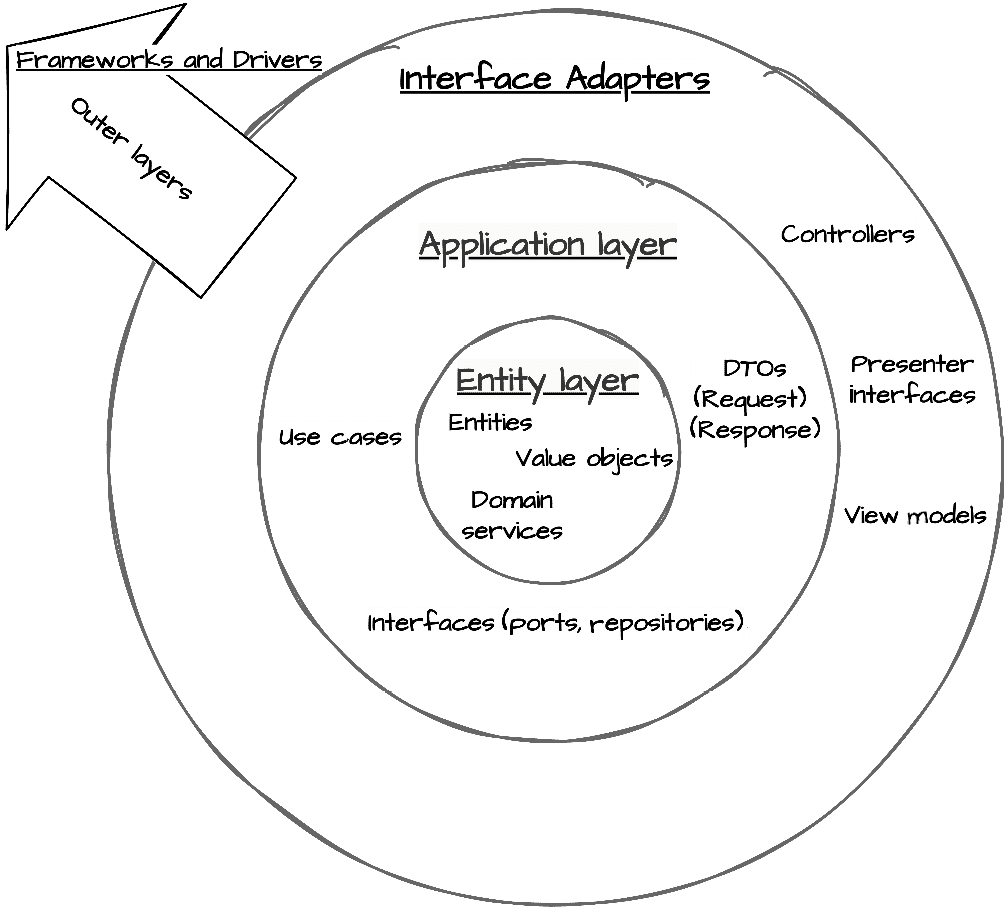 Frameworks and Drivers
Outer layers
Interface Adapters
Controllers
Presenter
interfaces
View models
Application layer
Use cases
DTOs
(Request)
(Response)
Interfaces (ports, repositories)
Entity layer
Entities
Value objects
Domain
services